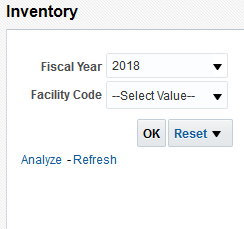 Inventory
Fiscal Year 2018
Facility Code --Select Value--
OK Reset
Analyze - Refresh